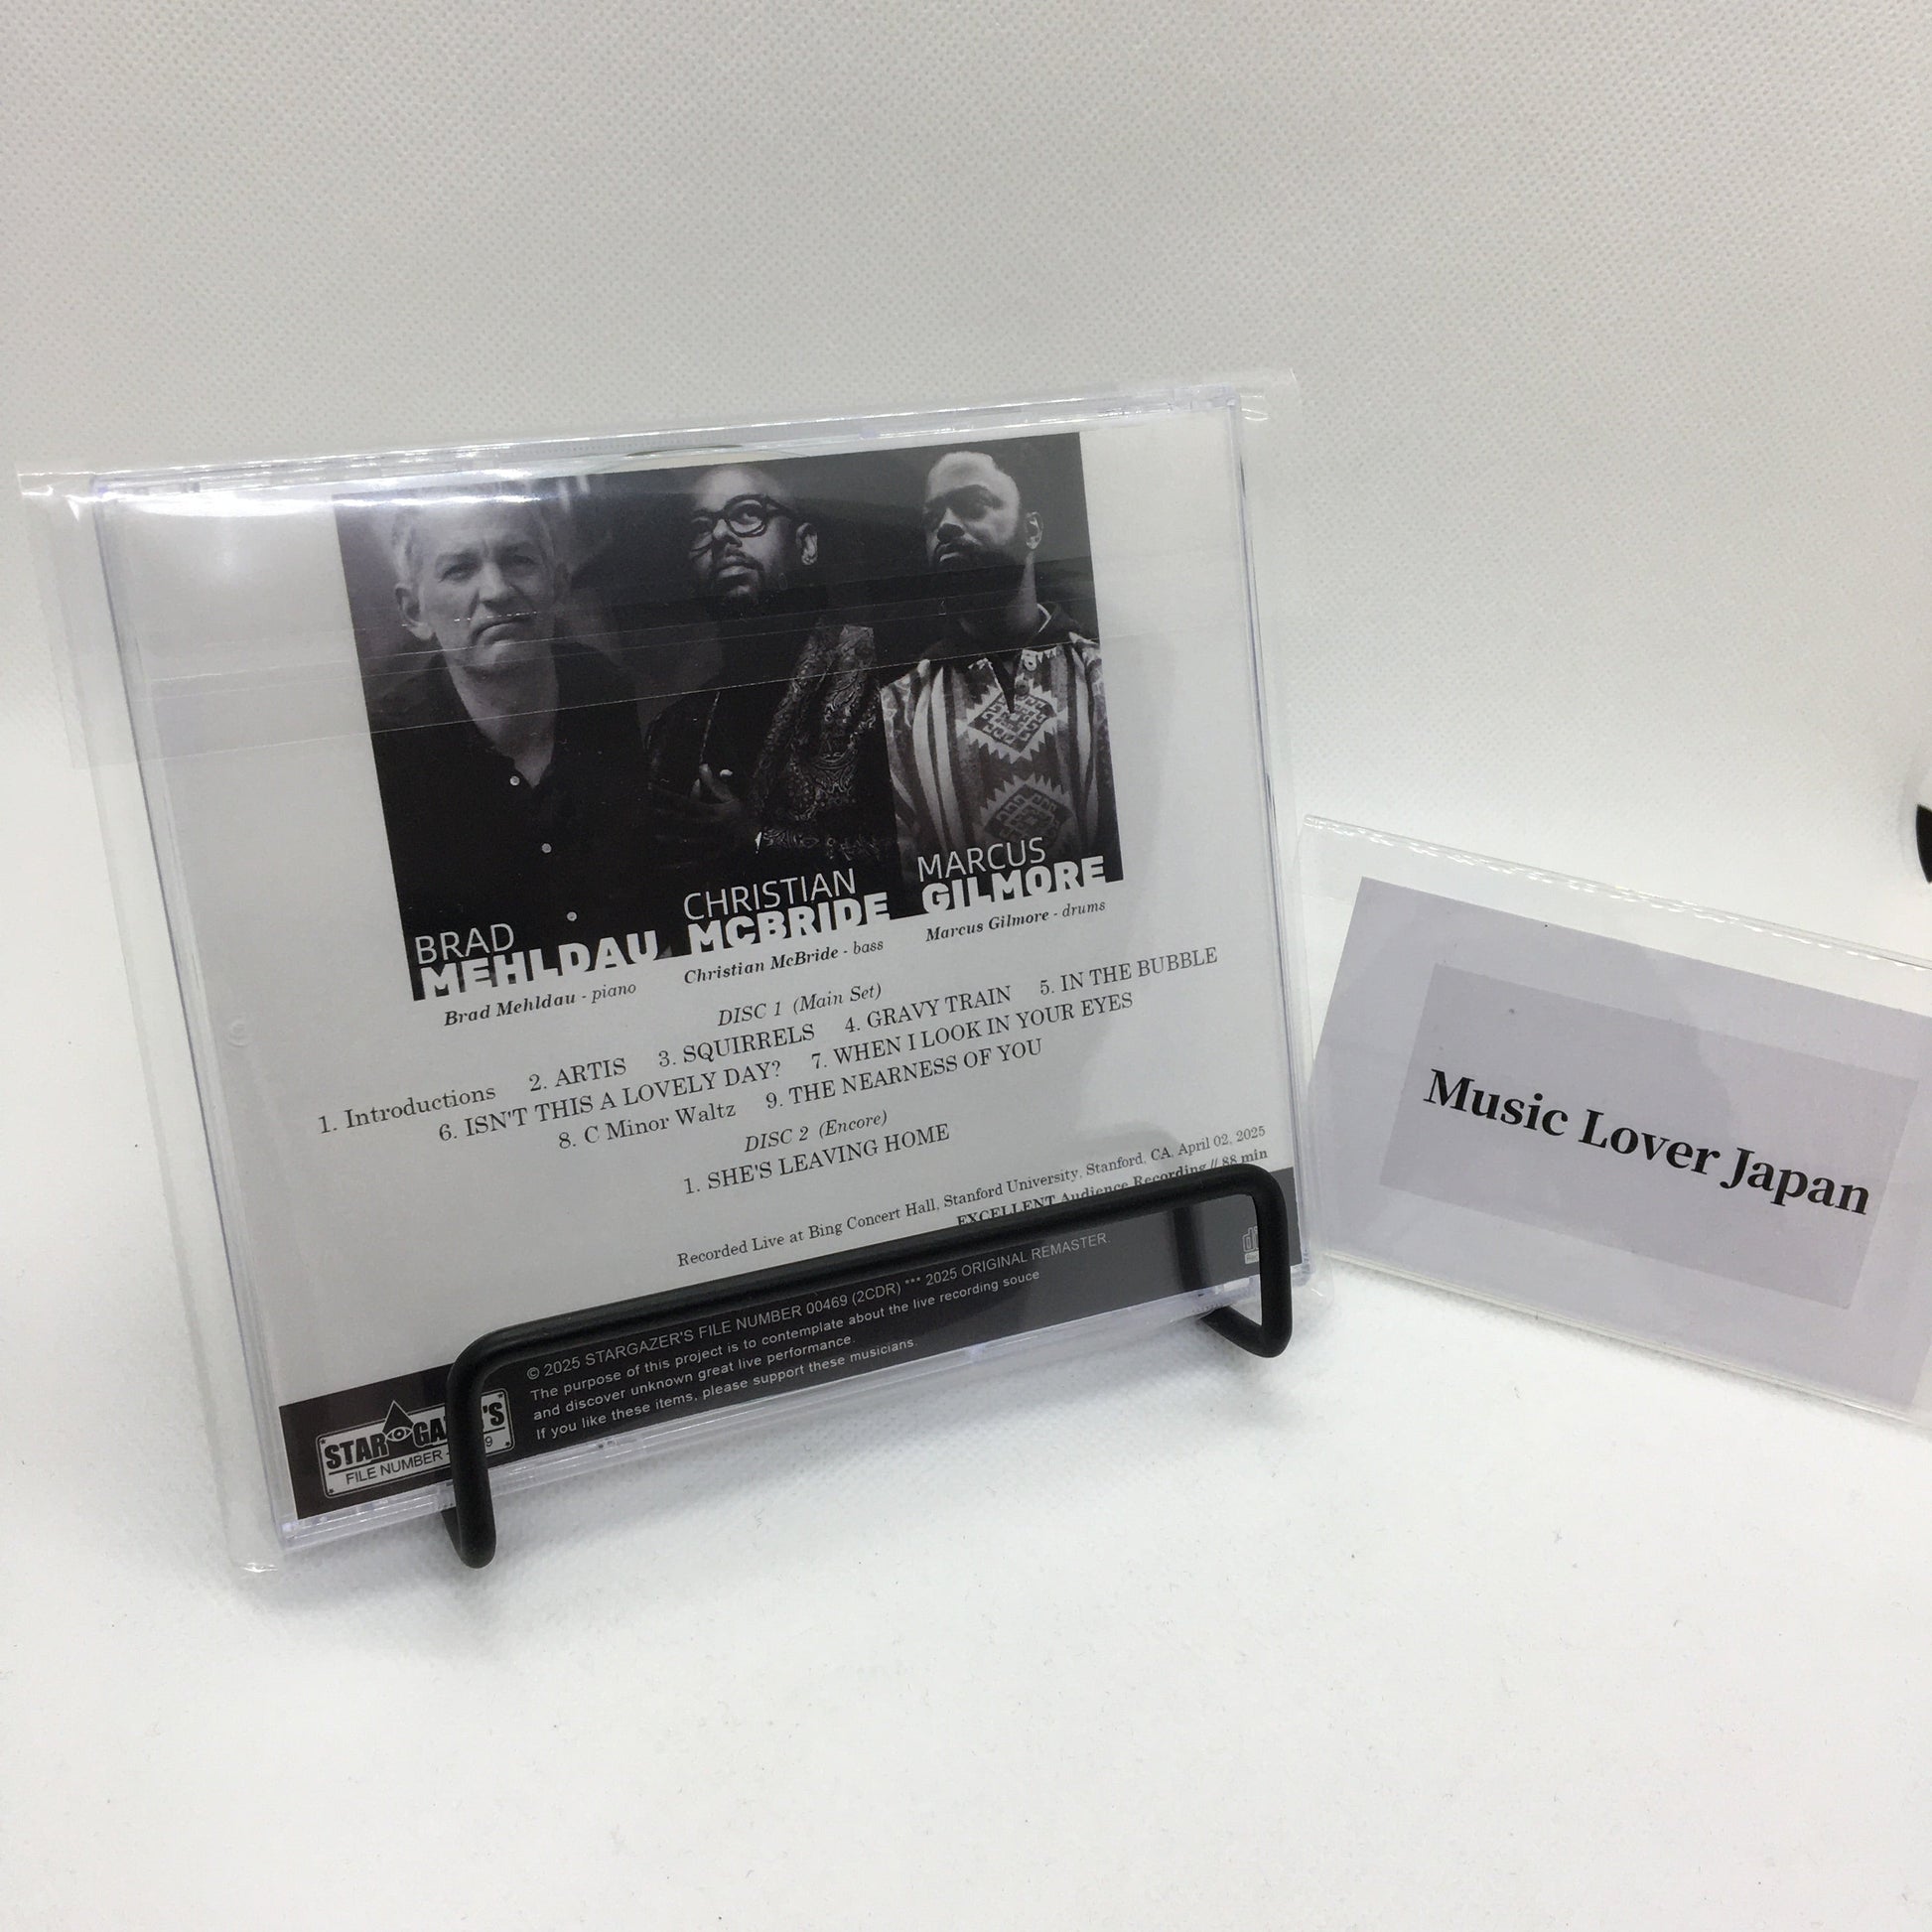 BRAD
MEHLDAU
CHRISTIAN
MCBRIDE
MARCUS
GILMORE
Brad Mehldau - piano
Christian McBride - bass
Marcus Gilmore - drums
DISC 1 (Main Set)
1. Introductions 2. ARTIS 3. SQUIRRELS 4. GRAVY TRAIN 5. IN THE BUBBLE
6. ISN'T THIS A LOVELY DAY? 7. WHEN I LOOK IN YOUR EYES
8. C Minor Waltz 9. THE NEARNESS OF YOU
DISC 2 (Encore)
1. SHE'S LEAVING HOME
Recorded Live at Bing Concert Hall, Stanford University, Stanford, CA, April 02, 2025
EXCELLENT Audience Recording // 88 min
© 2025 STARGAZER'S FILE NUMBER 00469 (2CDR) *** 2025 ORIGINAL REMASTER.
The purpose of this project is to contemplate about the live recording souce
and discover unknown great live performance.
If you like these items, please support these musicians.
STAR GA 'S
FILE NUMBER
Music Lover Japan